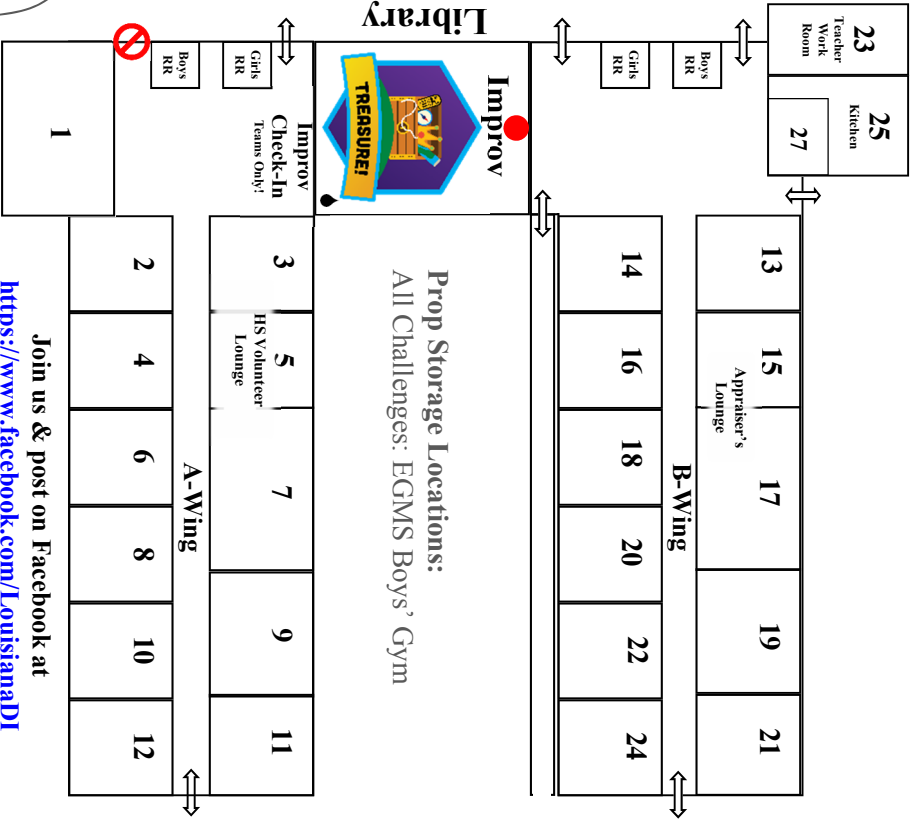 23
Teacher
Work
Room
25
Kitchen
27
13
15
Appraiser's
Lounge
17
19
21
Boys
RR
B-Wing
Girls
RR
14
16
18
20
22
24
Library
Improv
TREASURE!
Prop Storage Locations:
All Challenges: EGMS Boys' Gym
Improv
Check-In
Teams Only!
3
5
HS Volunteer
Lounge
7
9
11
Girls
RR
A-Wing
Boys
RR
2
4
6
8
10
12
1
Join us & post on Facebook at
https://www.facebook.com/LouisianaDI